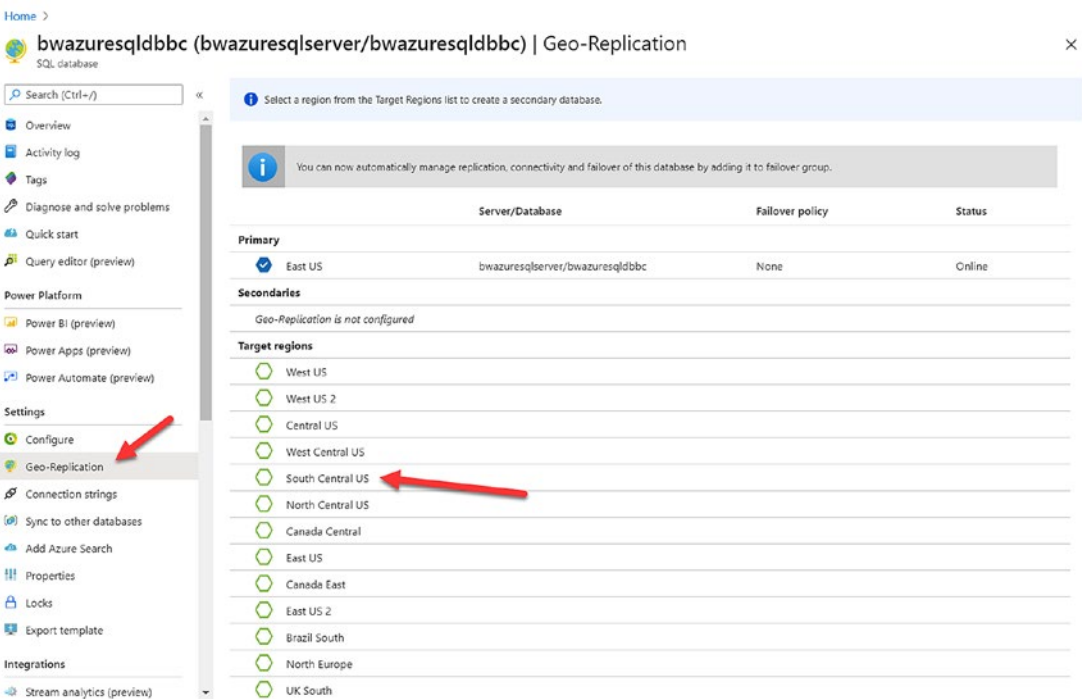 Home >
bwazuresqldbbc (bwazuresqlserver/bwazuresqldbbc) | Geo-Replication
SQL database
Search (Ctrl+/)
Overview
Activity log
Tags
Diagnose and solve problems
Quick start
Query editor (preview)
Power Platform
Power BI (preview)
Power Apps (preview)
Power Automate (preview)
Settings
Configure
Geo-Replication
Connection strings
Sync to other databases
Add Azure Search
Properties
Locks
Export template
Integrations
Stream analytics (preview)
Select a region from the Target Regions list to create a secondary database.
You can now automatically manage replication, connectivity and failover of this database by adding it to failover group.
Server/Database Failover policy Status
Primary
East US bwazuresqlserver/bwazuresqldbbc None Online
Secondaries
Geo-Replication is not configured
Target regions
West US
West US 2
Central US
West Central US
South Central US
North Central US
Canada Central
East US
Canada East
East US 2
Brazil South
North Europe
UK South